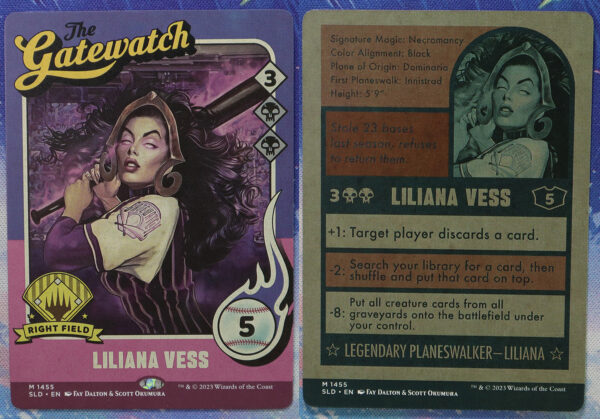 The
Gatewatch
3
RIGHT FIELD
5
LILIANA VESS
M 1455
SLD • EN FAY DALTON & SCOTT OKUMURA
™ & © 2023 Wizards of the Coast
Signature Magic: Necromancy
Color Alignment: Black
Plane of Origin: Dominaria
First Planeswalk: Innistrad
Height: 5'9"
Stole 23 bases
last season, refuses
to return them.
3 LILIANA VESS 5
+1: Target player discards a card.
-2: Search your library for a card, then
shuffle and put that card on top.
-8: Put all creature cards from all
graveyards onto the battlefield under
your control.
☆ LEGENDARY PLANESWALKER—LILIANA ☆
M 1455
SLD • EN FAY DALTON & SCOTT OKUMURA
™ & © 2023 Wizards of the Coast